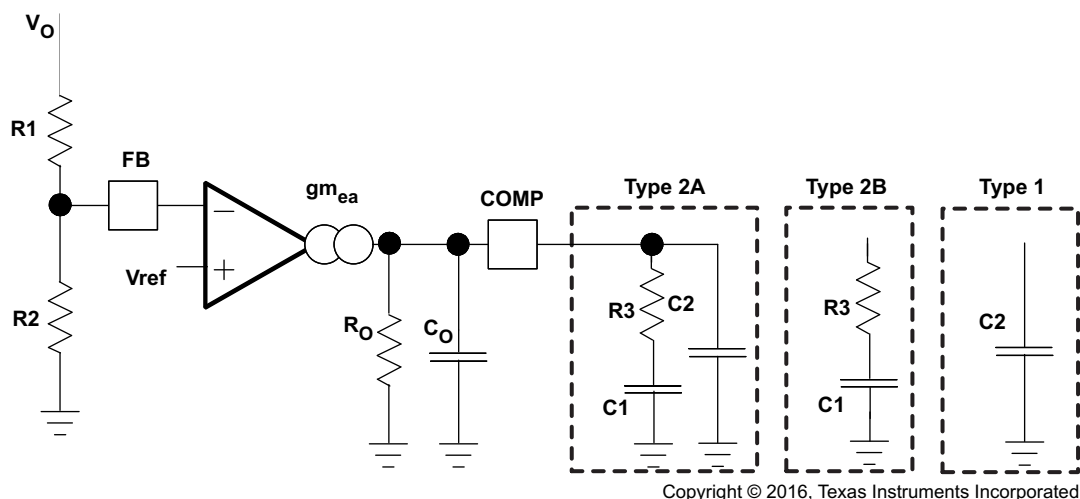 VO
R1
FB
gmea
COMP
Type 2A
Type 2B
Type 1
Vref
R2
RO
CO
R3
C2
C1
R3
C1
C2
Copyright © 2016, Texas Instruments Incorporated